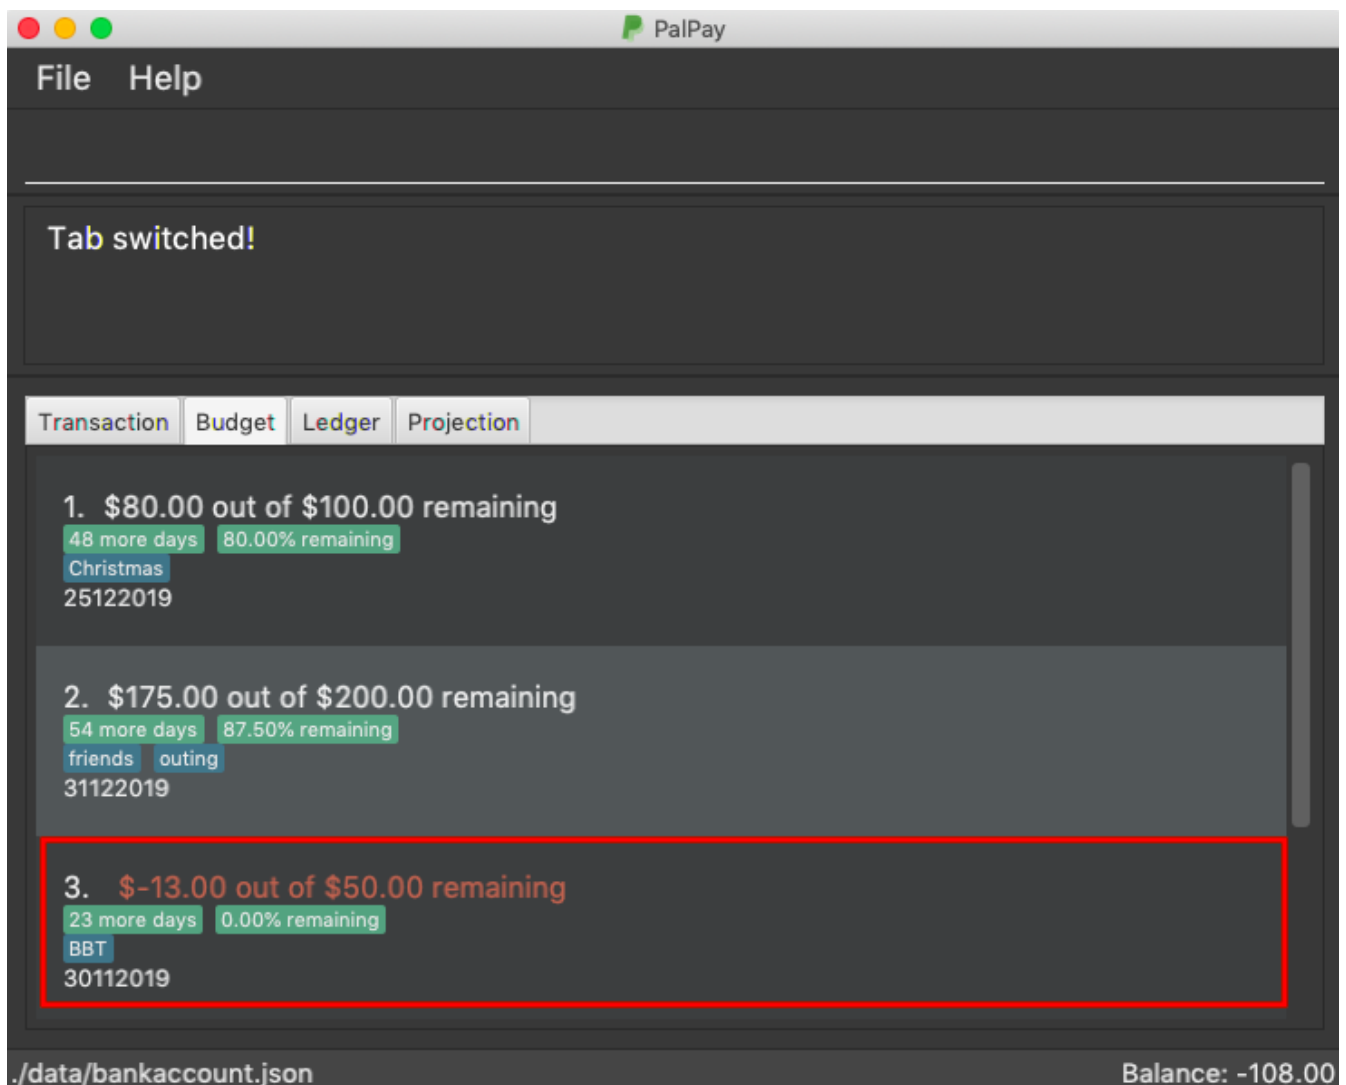 PalPay
File Help
Tab switched!
Transaction Budget Ledger Projection
1. $80.00 out of $100.00 remaining
48 more days 80.00% remaining
Christmas
25122019
2. $175.00 out of $200.00 remaining
54 more days 87.50% remaining
friends outing
31122019
3. $-13.00 out of $50.00 remaining
23 more days 0.00% remaining
BBT
30112019
./data/bankaccount.json Balance: -108.00